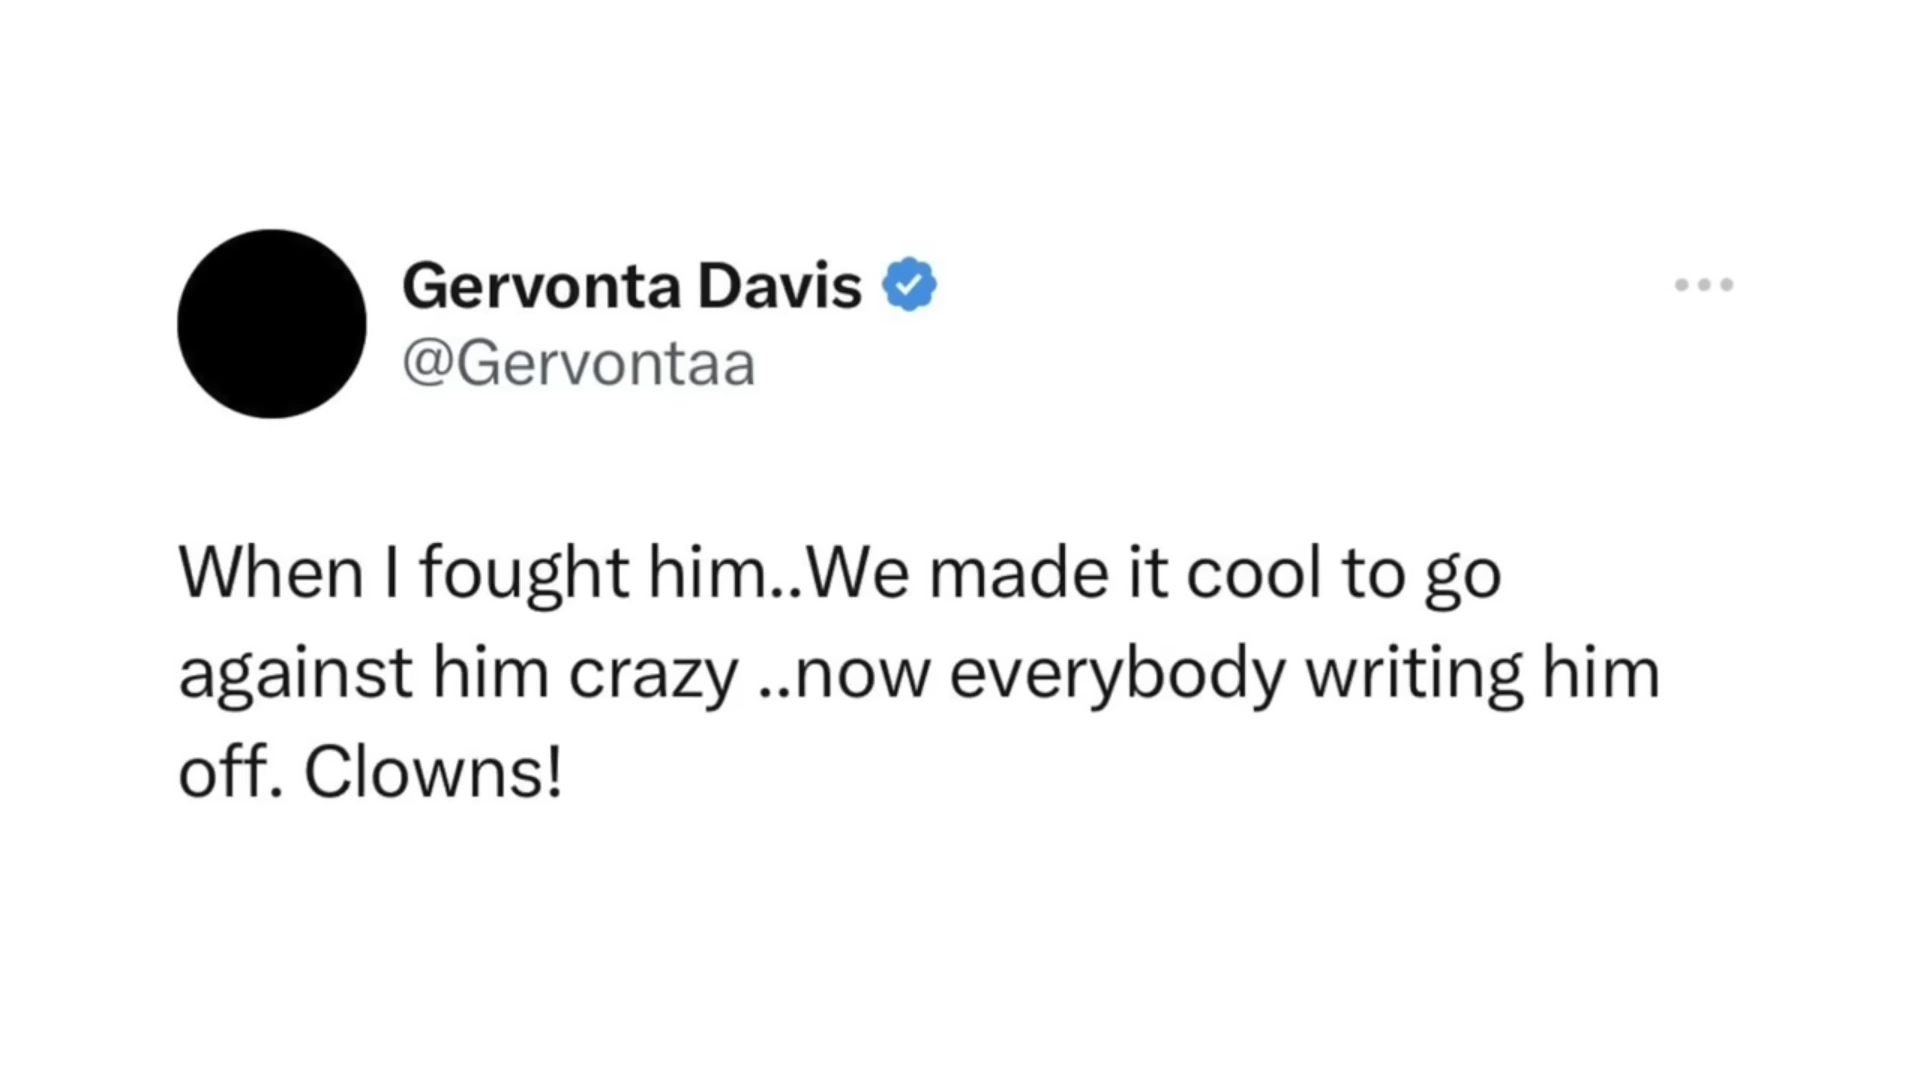 Gervonta Davis
@Gervontaa
When I fought him..We made it cool to go
against him crazy ..now everybody writing him
off. Clowns!